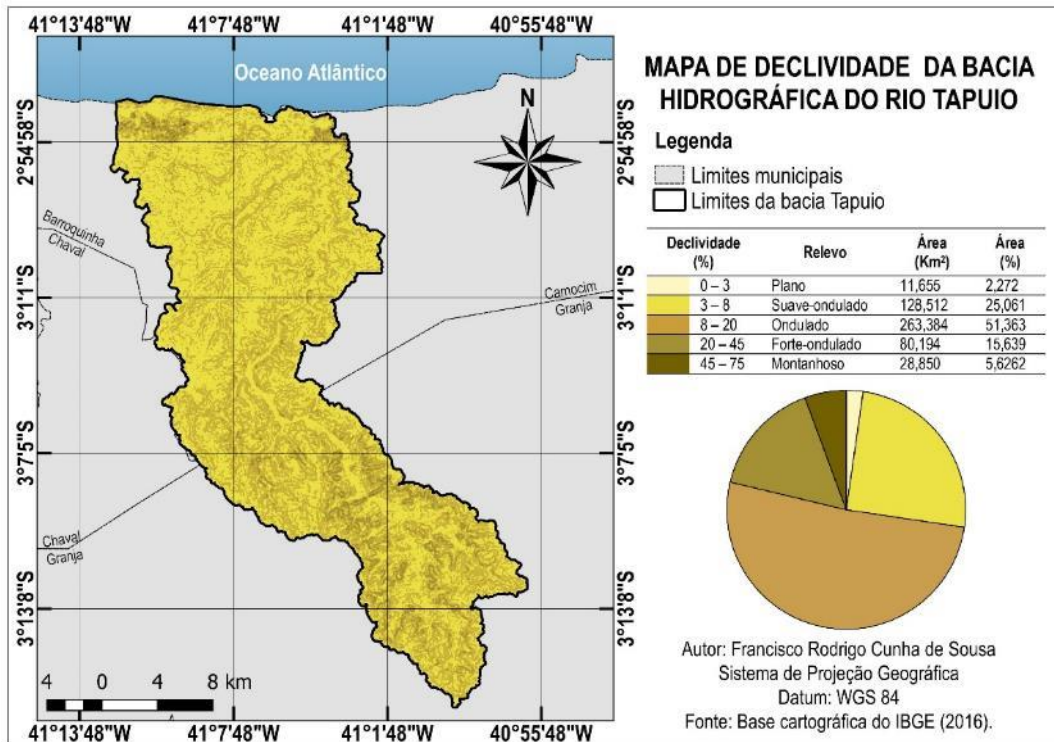 41°13'48"W 41°7'48"W 41°1'48"W 40°55'48"W
Oceano Atlântico
N
2°54'58"S 2°54'58"S
Barroquinha
Chaval
3°1'1"S 3°1'1"S
Camocim
Granja
3°7'5"S 3°7'5"S
Chaval
Granja
3°13'8"S 3°13'8"S
4 0 4 8 km
41°13'48"W 41°7'48"W 41°1'48"W 40°55'48"W
MAPA DE DECLIVIDADE DA BACIA
HIDROGRÁFICA DO RIO TAPUIO
Legenda
Limites municipais
Limites da bacia Tapuio
Declividade (%) Relevo Área (Km²) Área (%)
0 – 3 Plano 11,655 2,272
3 – 8 Suave-ondulado 128,512 25,061
8 – 20 Ondulado 263,384 51,363
20 – 45 Forte-ondulado 80,194 15,639
45 – 75 Montanhoso 28,850 5,6262
Autor: Francisco Rodrigo Cunha de Sousa
Sistema de Projeção Geográfica
Datum: WGS 84
Fonte: Base cartográfica do IBGE (2016).